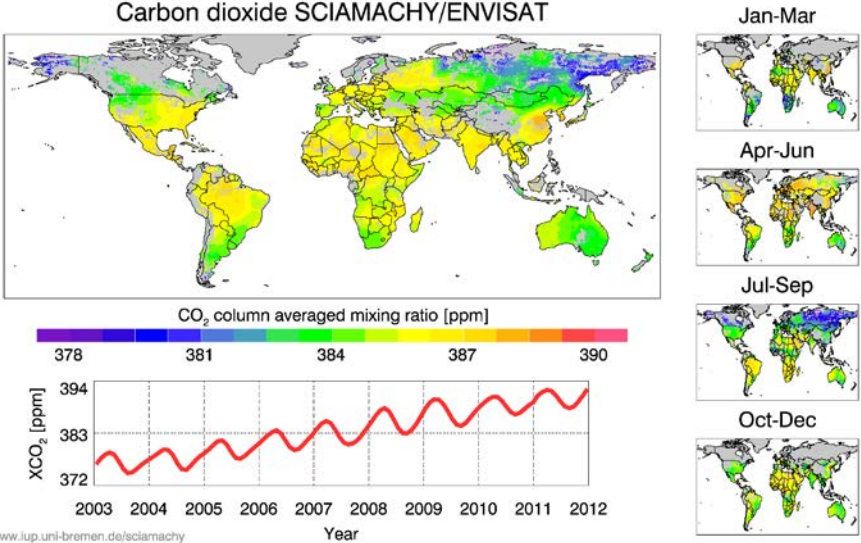 Carbon dioxide SCIAMACHY/ENVISAT
Jan-Mar
Apr-Jun
Jul-Sep
Oct-Dec
CO₂ column averaged mixing ratio [ppm]
378 381 384 387 390
XCO₂ [ppm]
394
383
372
2003 2004 2005 2006 2007 2008 2009 2010 2011 2012
Year
ww.iup.uni-bremen.de/sciamachy